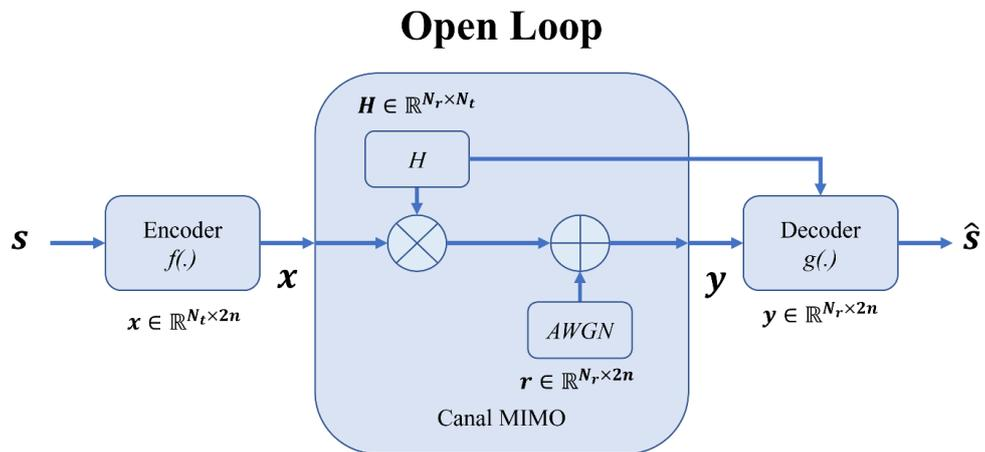 Open Loop
H ∈ ℝ^{N_r×N_t}
H
s
Encoder
f(.)
x
x ∈ ℝ^{N_t×2n}
AWGN
r ∈ ℝ^{N_r×2n}
Canal MIMO
y
Decoder
g(.)
y ∈ ℝ^{N_r×2n}
ŝ